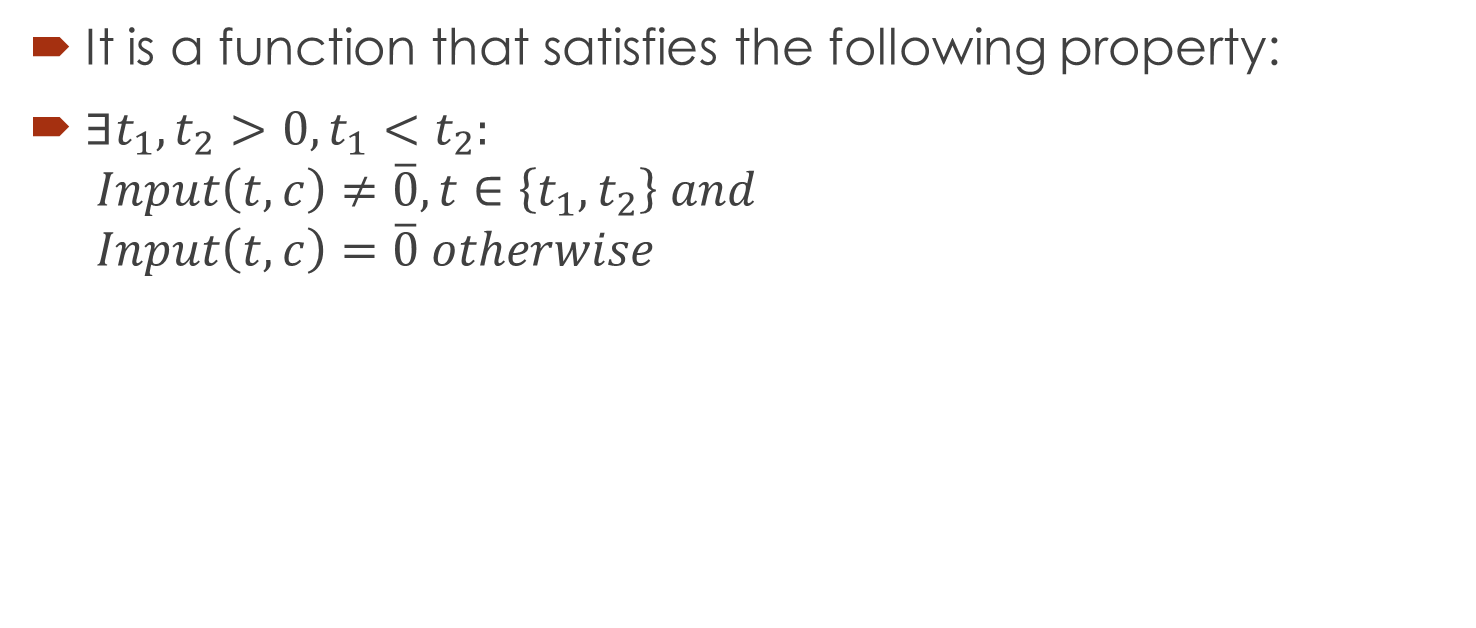 It is a function that satisfies the following property:
∃t₁, t₂ > 0, t₁ < t₂:
Input(t, c) ≠ 0̅, t ∈ {t₁, t₂} and
Input(t, c) = 0̅ otherwise